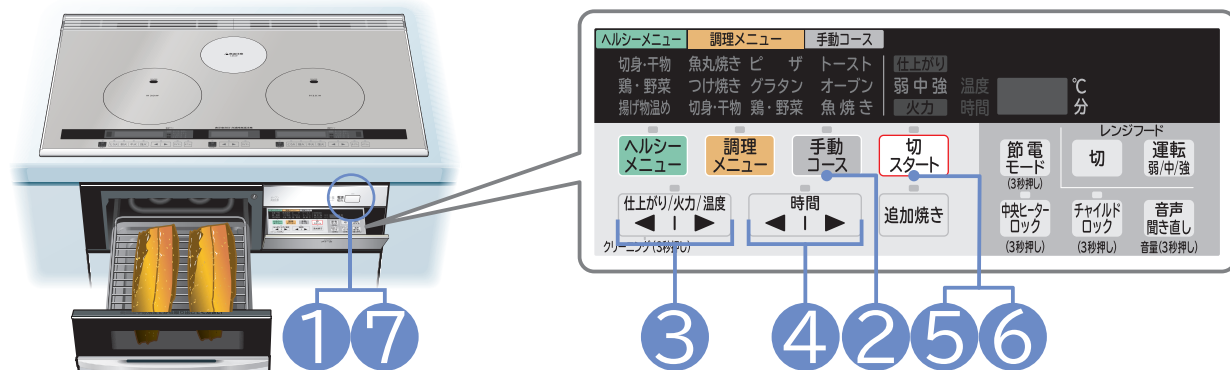 ヘルシーメニュー 調理メニュー 手動コース
切身・干物 魚丸焼き ピザ トースト 仕上がり
鶏・野菜 つけ焼き グラタン オーブン 弱 中 強 温度 ℃
揚げ物温め 切身・干物 鶏・野菜 魚焼き 火力 時間 分
レンジフード
ヘルシー
メニュー
調理
メニュー
手動
コース
切
スタート
節電
モード
(3秒押し)
切
運転
弱/中/強
仕上がり/火力/温度
◀ | ▶
時間
◀ | ▶
追加焼き
中央ヒーター
ロック
(3秒押し)
チャイルド
ロック
(3秒押し)
音声
聞き直し
音量(3秒押し)
クリーニング(3秒押し)
1 7 3 4 2 5 6